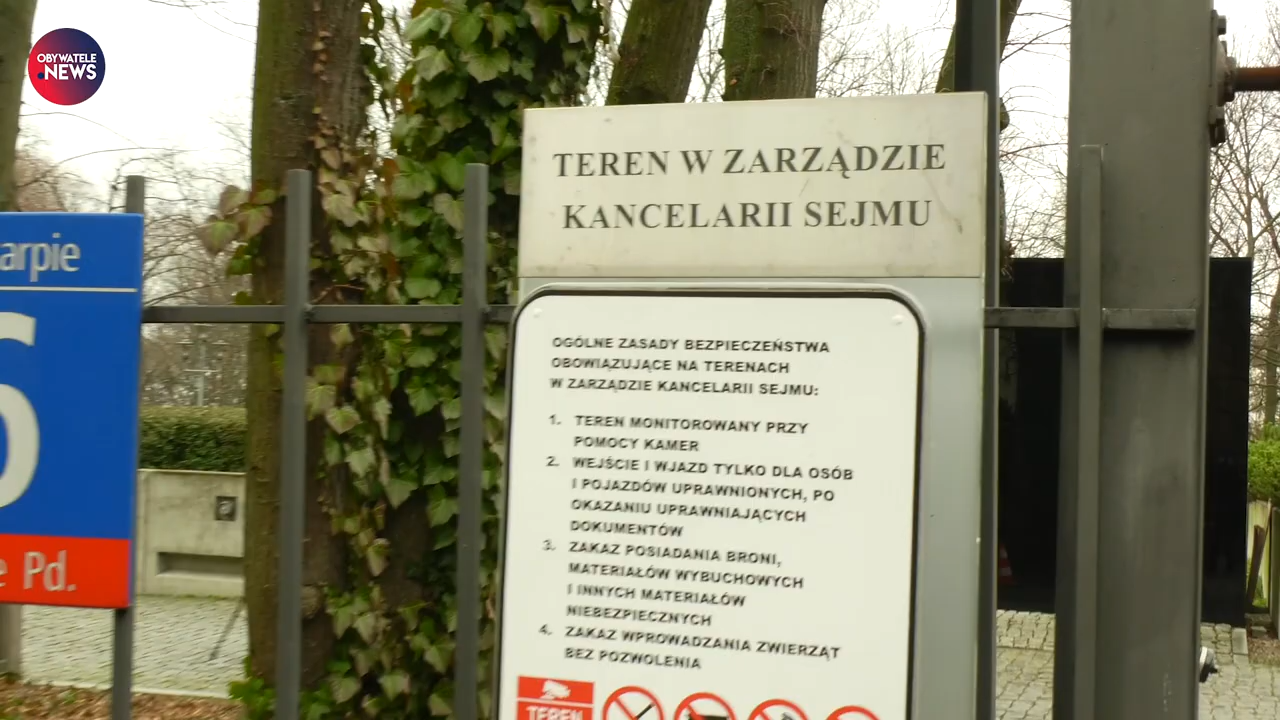 OBYWATELE
.NEWS
arpie
6
e Pd.
TEREN W ZARZĄDZIE
KANCELARII SEJMU
OGÓLNE ZASADY BEZPIECZEŃSTWA
OBOWIĄZUJĄCE NA TERENACH
W ZARZĄDZIE KANCELARII SEJMU:
1. TEREN MONITOROWANY PRZY
POMOCY KAMER
2. WEJŚCIE I WJAZD TYLKO DLA OSÓB
I POJAZDÓW UPRAWNIONYCH, PO
OKAZANIU UPRAWNIAJĄCYCH
DOKUMENTÓW
3. ZAKAZ POSIADANIA BRONI,
MATERIAŁÓW WYBUCHOWYCH
I INNYCH MATERIAŁÓW
NIEBEZPIECZNYCH
4. ZAKAZ WPROWADZANIA ZWIERZĄT
BEZ POZWOLENIA
TEREN